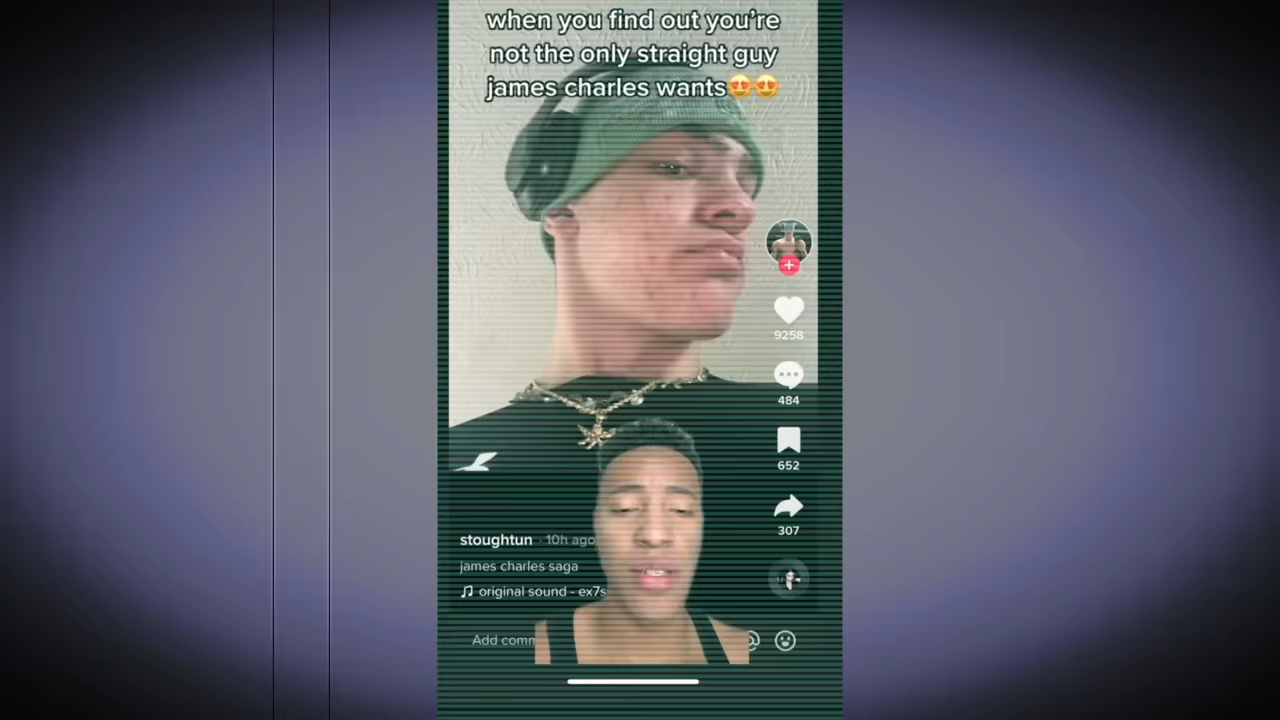 when you find out you're
not the only straight guy
james charles wants😍😍
9258
484
652
307
stoughtun · 10h ago
james charles saga
original sound - ex7s
Add comm